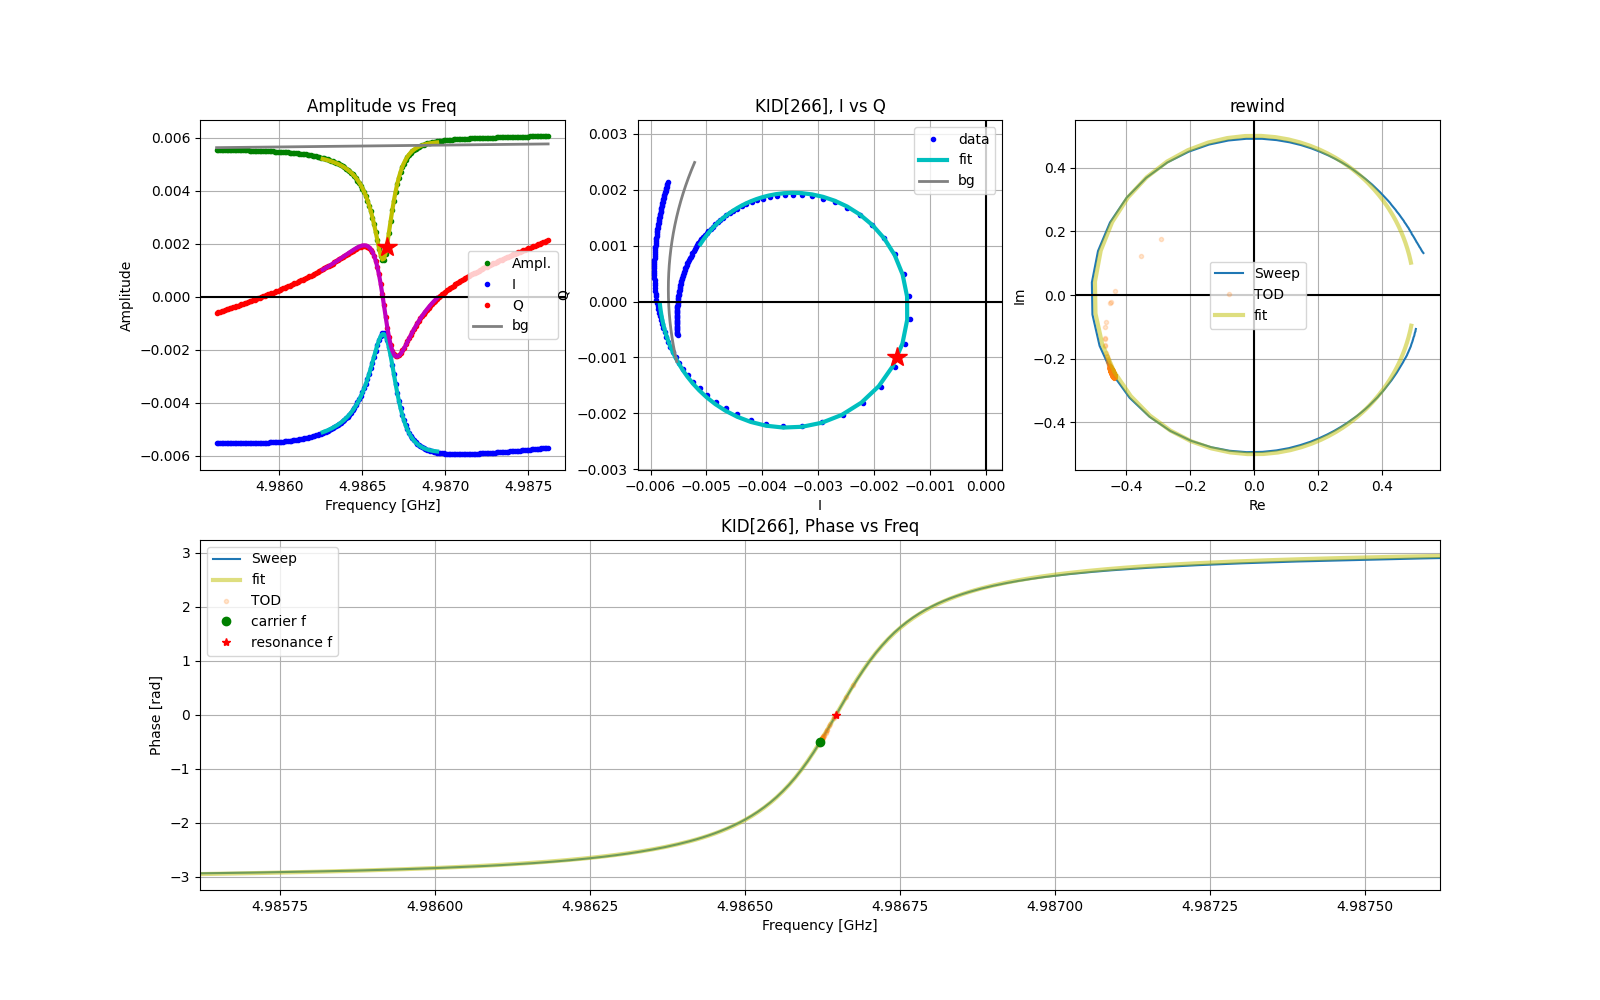 Amplitude vs Freq
Amplitude
0.006
0.004
0.002
0.000
−0.002
−0.004
−0.006
Ampl.
I
Q
bg
4.9860 4.9865 4.9870 4.9875
Frequency [GHz]
KID[266], I vs Q
Q
0.003
0.002
0.001
0.000
−0.001
−0.002
−0.003
data
fit
bg
−0.006 −0.005 −0.004 −0.003 −0.002 −0.001 0.000
I
rewind
Im
0.4
0.2
0.0
−0.2
−0.4
Sweep
TOD
fit
−0.4 −0.2 0.0 0.2 0.4
Re
KID[266], Phase vs Freq
Phase [rad]
3
2
1
0
−1
−2
−3
Sweep
fit
TOD
carrier f
resonance f
4.98575 4.98600 4.98625 4.98650 4.98675 4.98700 4.98725 4.98750
Frequency [GHz]